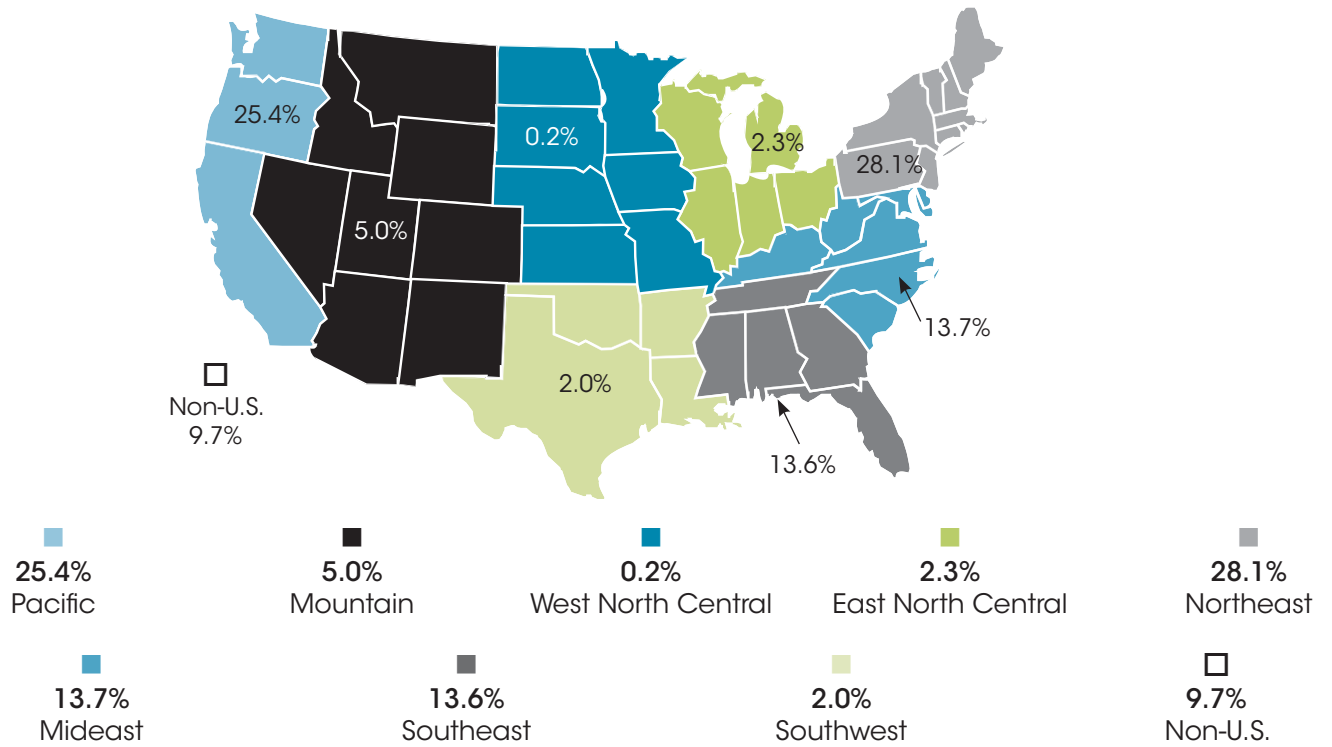 25.4%
0.2%
2.3%
28.1%
5.0%
13.7%
2.0%
Non-U.S.
9.7%
13.6%
25.4%
Pacific
5.0%
Mountain
0.2%
West North Central
2.3%
East North Central
28.1%
Northeast
13.7%
Mideast
13.6%
Southeast
2.0%
Southwest
9.7%
Non-U.S.